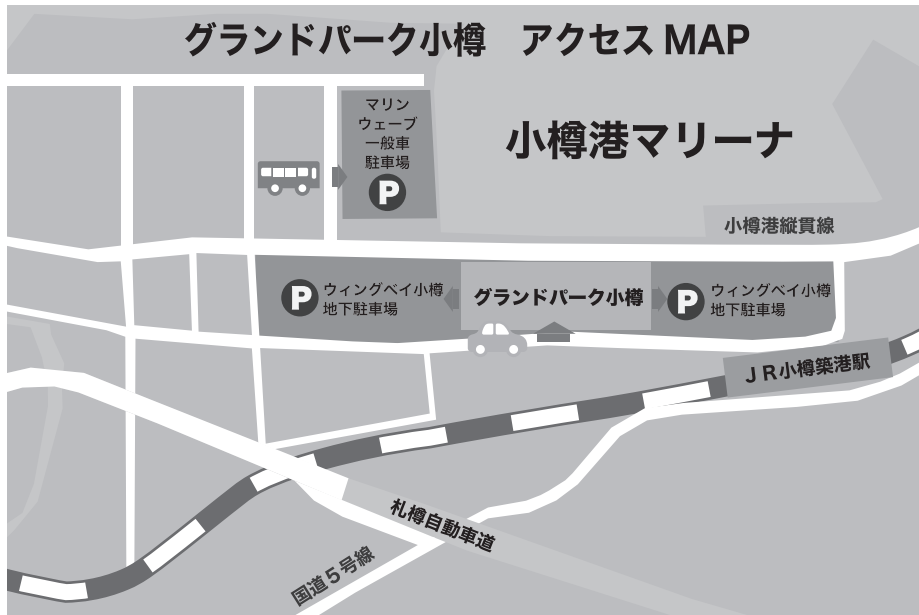 グランドパーク小樽　アクセス MAP
マリン
ウェーブ
一般車
駐車場
P
小樽港マリーナ
小樽港縦貫線
P
ウィングベイ小樽
地下駐車場
グランドパーク小樽
P
ウィングベイ小樽
地下駐車場
ＪＲ小樽築港駅
札樽自動車道
国道５号線